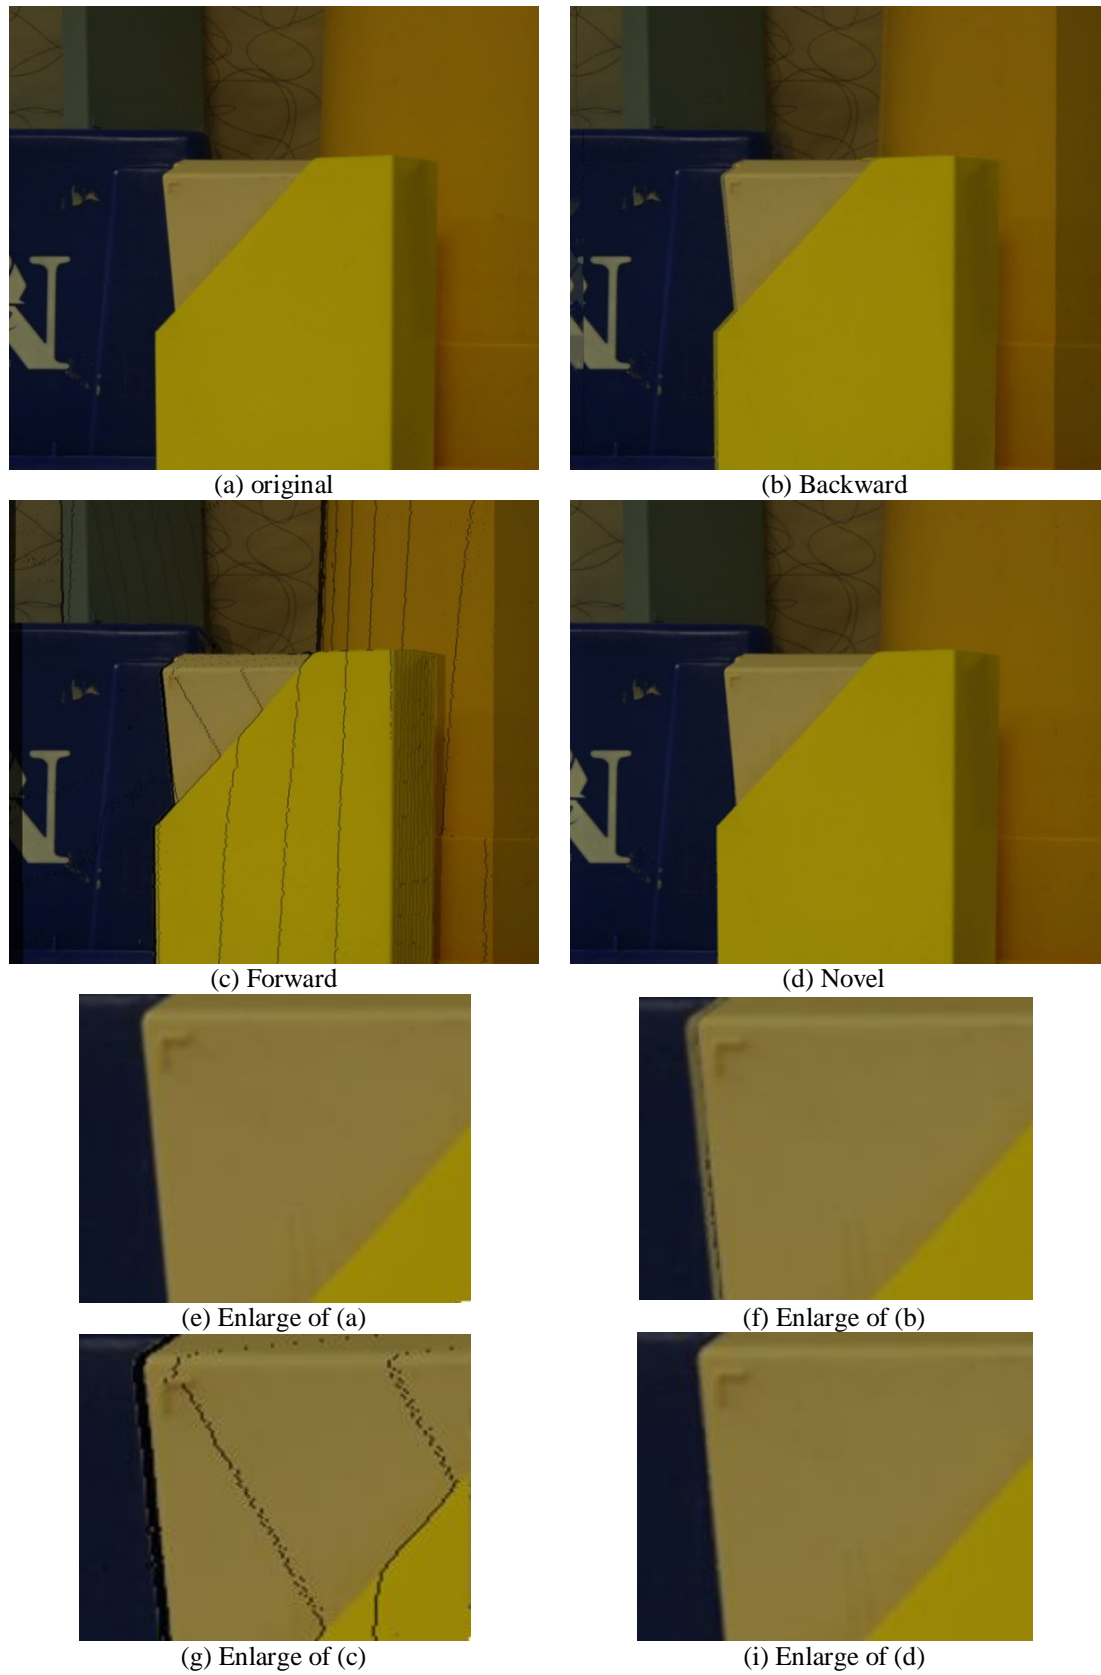 (a) original
(b) Backward
(c) Forward
(d) Novel
(e) Enlarge of (a)
(f) Enlarge of (b)
(g) Enlarge of (c)
(i) Enlarge of (d)